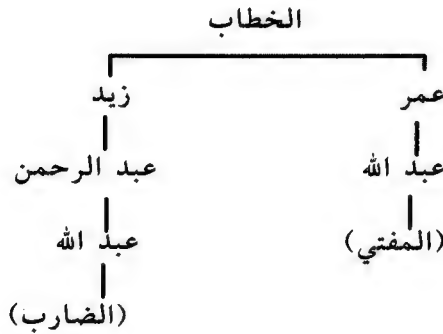 الخطاب
عمر زيد
عبد الله عبد الرحمن
(المفتي) عبد الله
(الضارب)